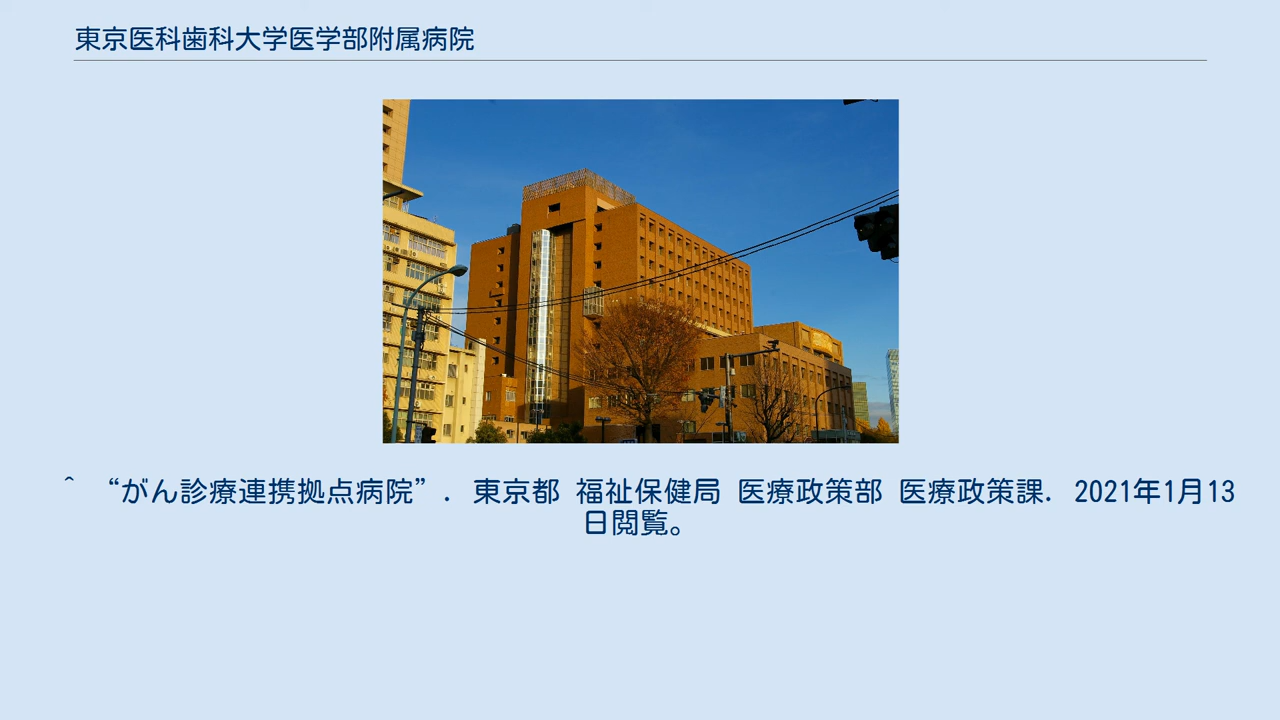 東京医科歯科大学医学部附属病院
^ “がん診療連携拠点病院”. 東京都 福祉保健局 医療政策部 医療政策課. 2021年1月13
日閲覧。